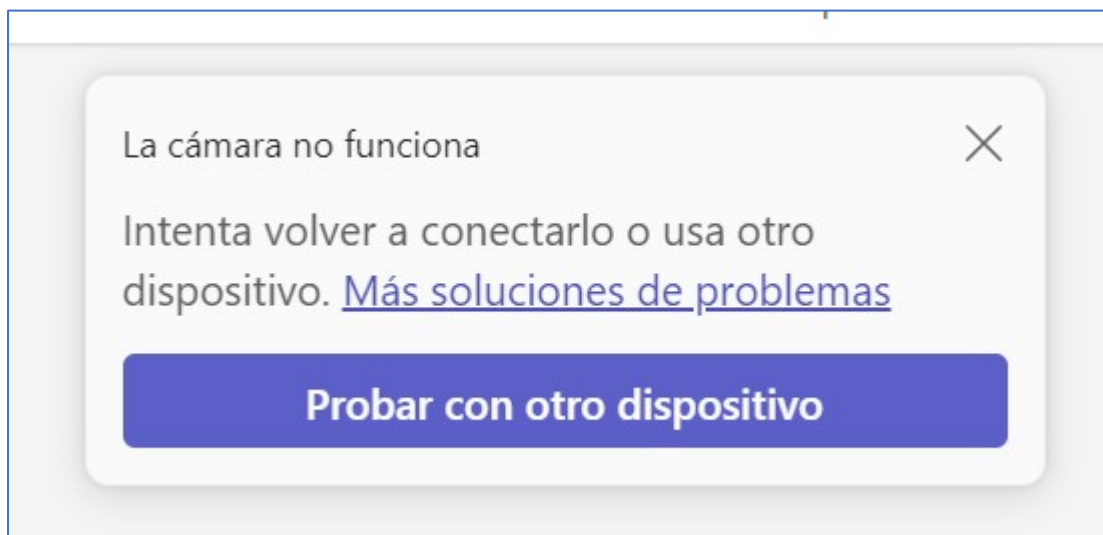 La cámara no funciona
Intenta volver a conectarlo o usa otro
dispositivo. Más soluciones de problemas
Probar con otro dispositivo